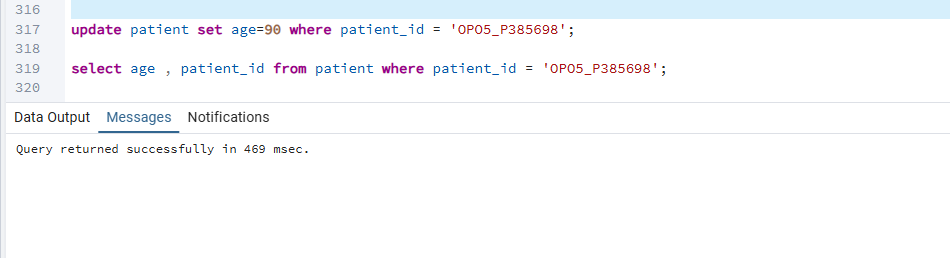 316
317 update patient set age=90 where patient_id = 'OPO5_P385698';
318
319 select age , patient_id from patient where patient_id = 'OPO5_P385698';
320
Data Output Messages Notifications
Query returned successfully in 469 msec.